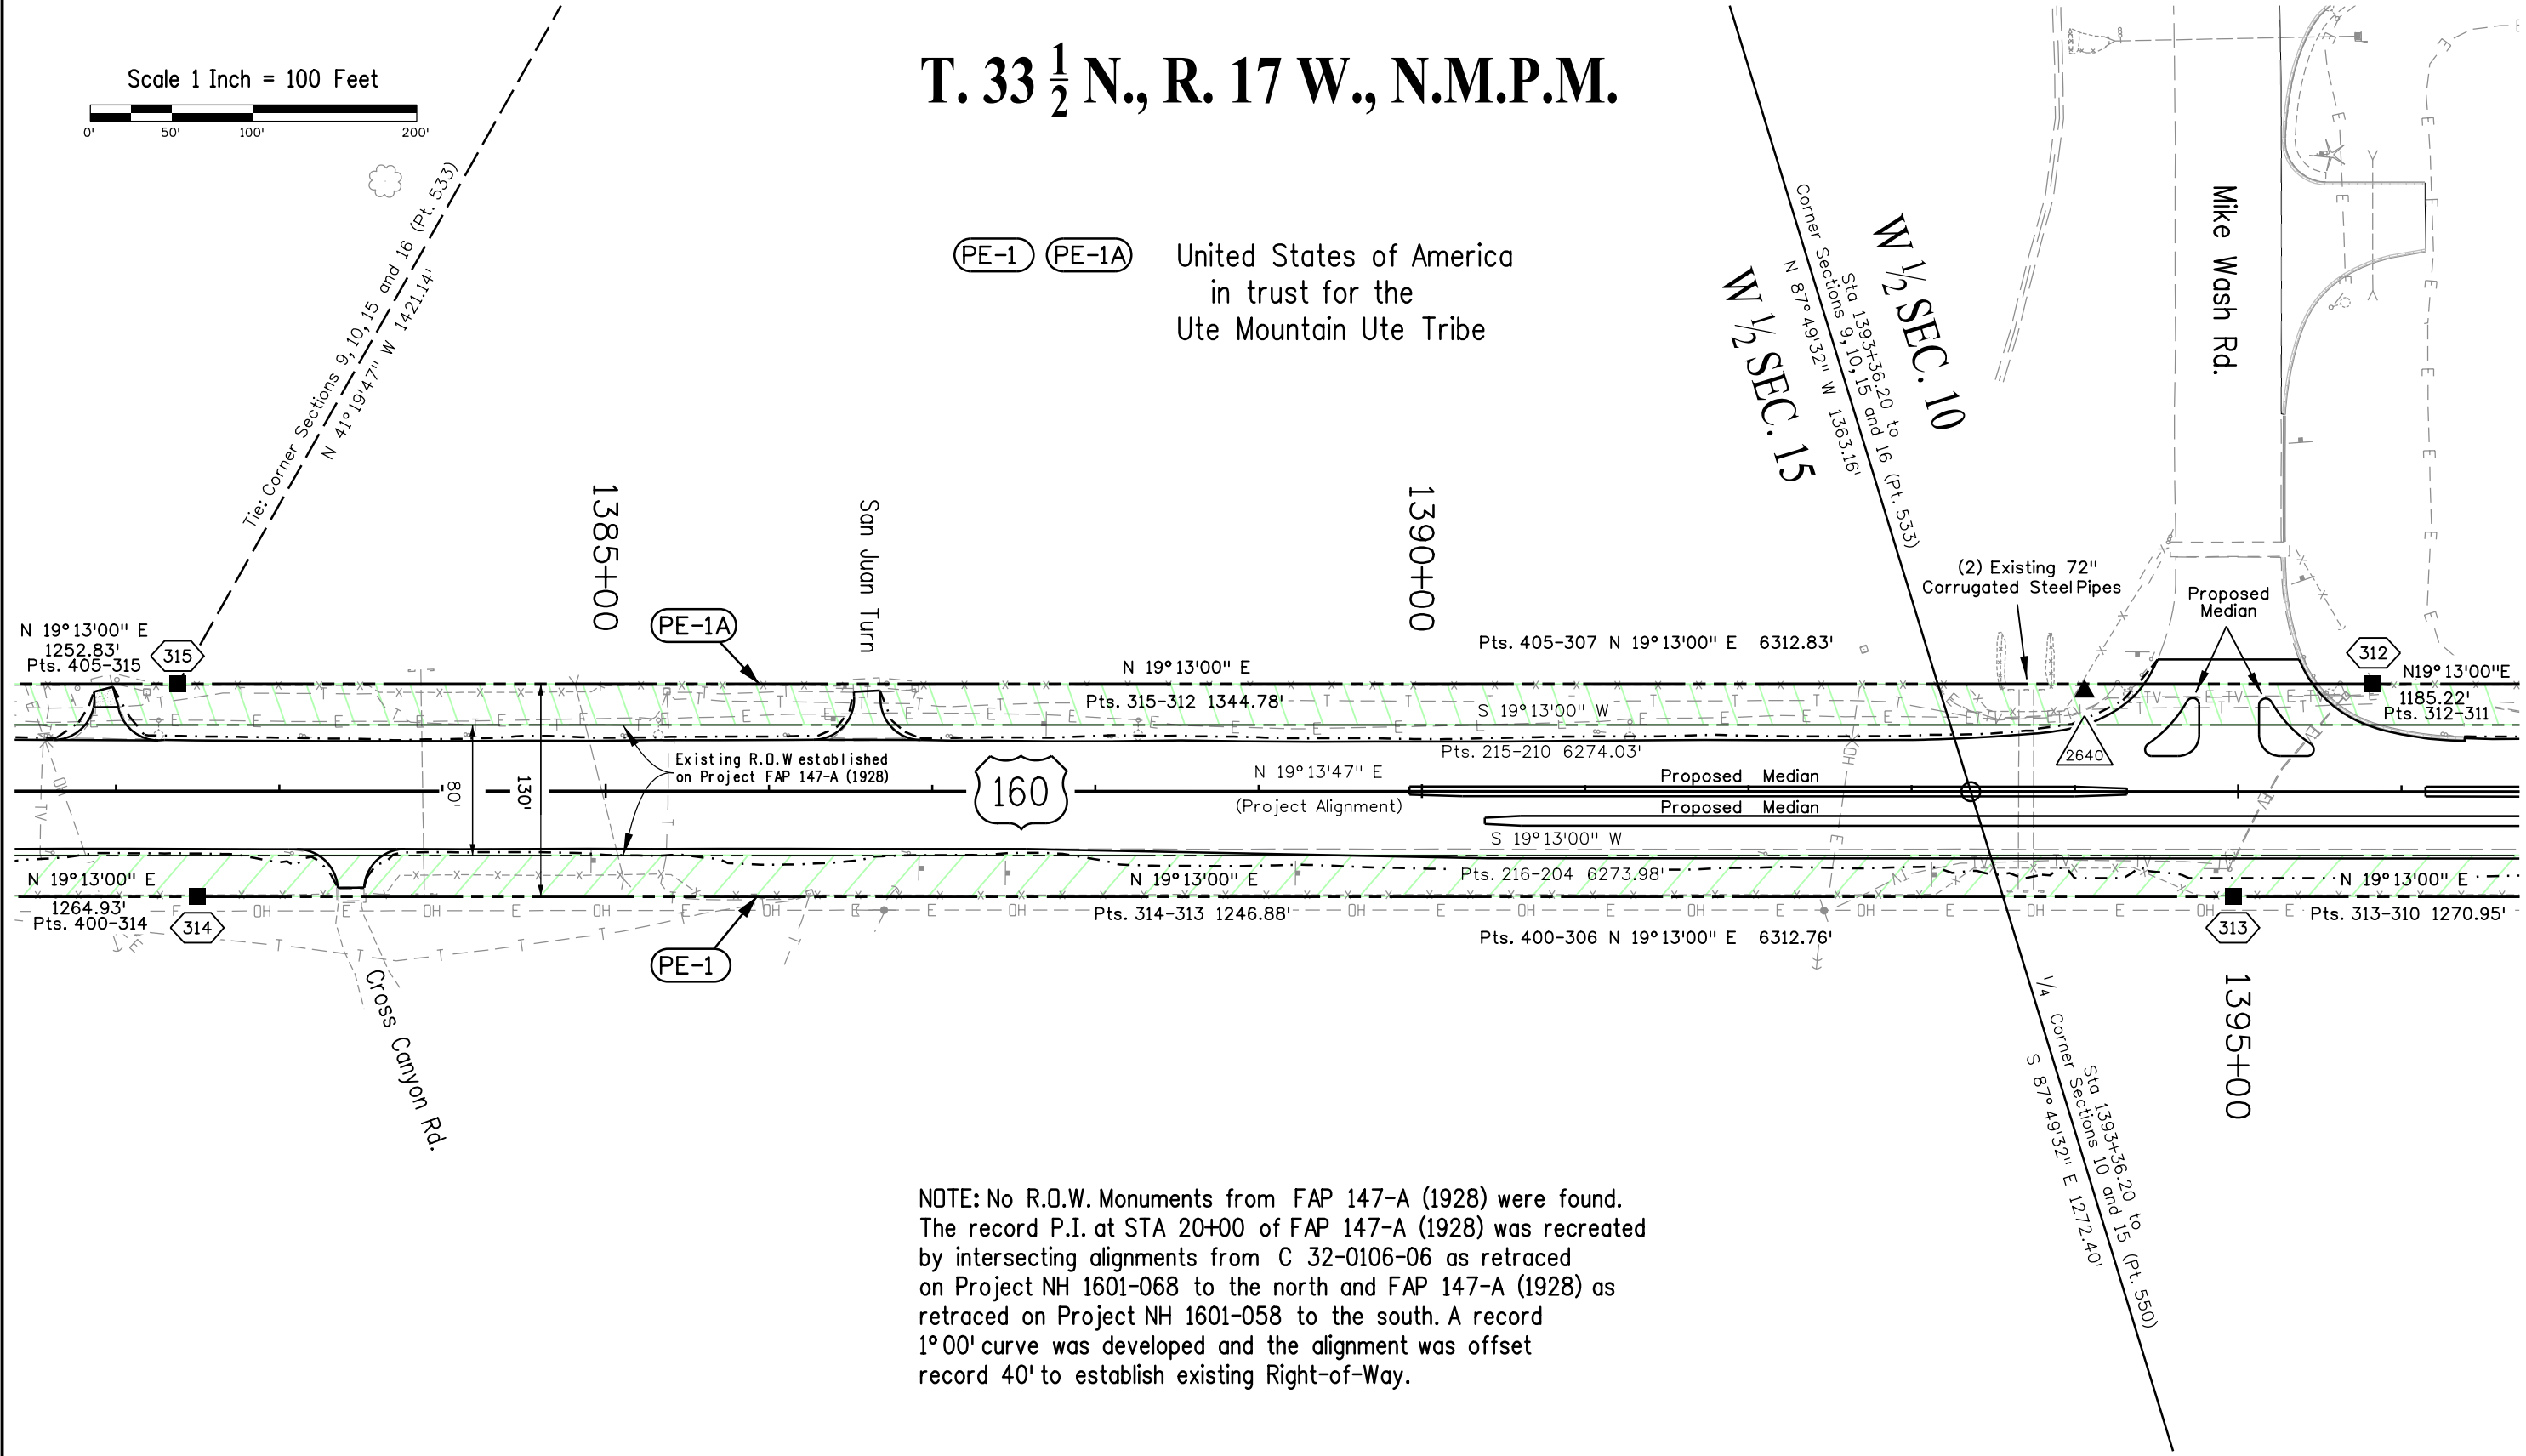 Scale 1 Inch = 100 Feet
0' 50' 100' 200'
T. 33 1/2 N., R. 17 W., N.M.P.M.
PE-1 PE-1A United States of America
in trust for the
Ute Mountain Ute Tribe
Tie: Corner Sections 9, 10, 15 and 16 (Pt. 533)
N 41°19'47" W 1421.14'
W ½ SEC. 10
W ½ SEC. 15
Sta 1393+36.20 to
Corner Sections 9, 10, 15 and 16 (Pt. 533)
N 87°49'32" W 1363.16'
Mike Wash Rd.
1385+00
San Juan Turn
1390+00
(2) Existing 72"
Corrugated Steel Pipes
Proposed
Median
N 19°13'00" E
1252.83'
Pts. 405-315
315
PE-1A
N 19°13'00" E
Pts. 315-312 1344.78'
Pts. 405-307 N 19°13'00" E 6312.83'
S 19°13'00" W
Pts. 215-210 6274.03'
312
N19°13'00"E
1185.22'
Pts. 312-311
2640
Existing R.O.W established
on Project FAP 147-A (1928)
80'
130'
160
N 19°13'47" E
(Project Alignment)
Proposed Median
Proposed Median
S 19°13'00" W
Pts. 216-204 6273.98'
N 19°13'00" E
1264.93'
Pts. 400-314
314
N 19°13'00" E
Pts. 314-313 1246.88'
PE-1
Pts. 400-306 N 19°13'00" E 6312.76'
N 19°13'00" E
Pts. 313-310 1270.95'
313
Cross Canyon Rd.
1395+00
Sta 1393+36.20 to
1/4 Corner Sections 10 and 15 (Pt. 550)
S 87°49'32" E 1272.40'
NOTE: No R.O.W. Monuments from FAP 147-A (1928) were found.
The record P.I. at STA 20+00 of FAP 147-A (1928) was recreated
by intersecting alignments from C 32-0106-06 as retraced
on Project NH 1601-068 to the north and FAP 147-A (1928) as
retraced on Project NH 1601-058 to the south. A record
1°00' curve was developed and the alignment was offset
record 40' to establish existing Right-of-Way.